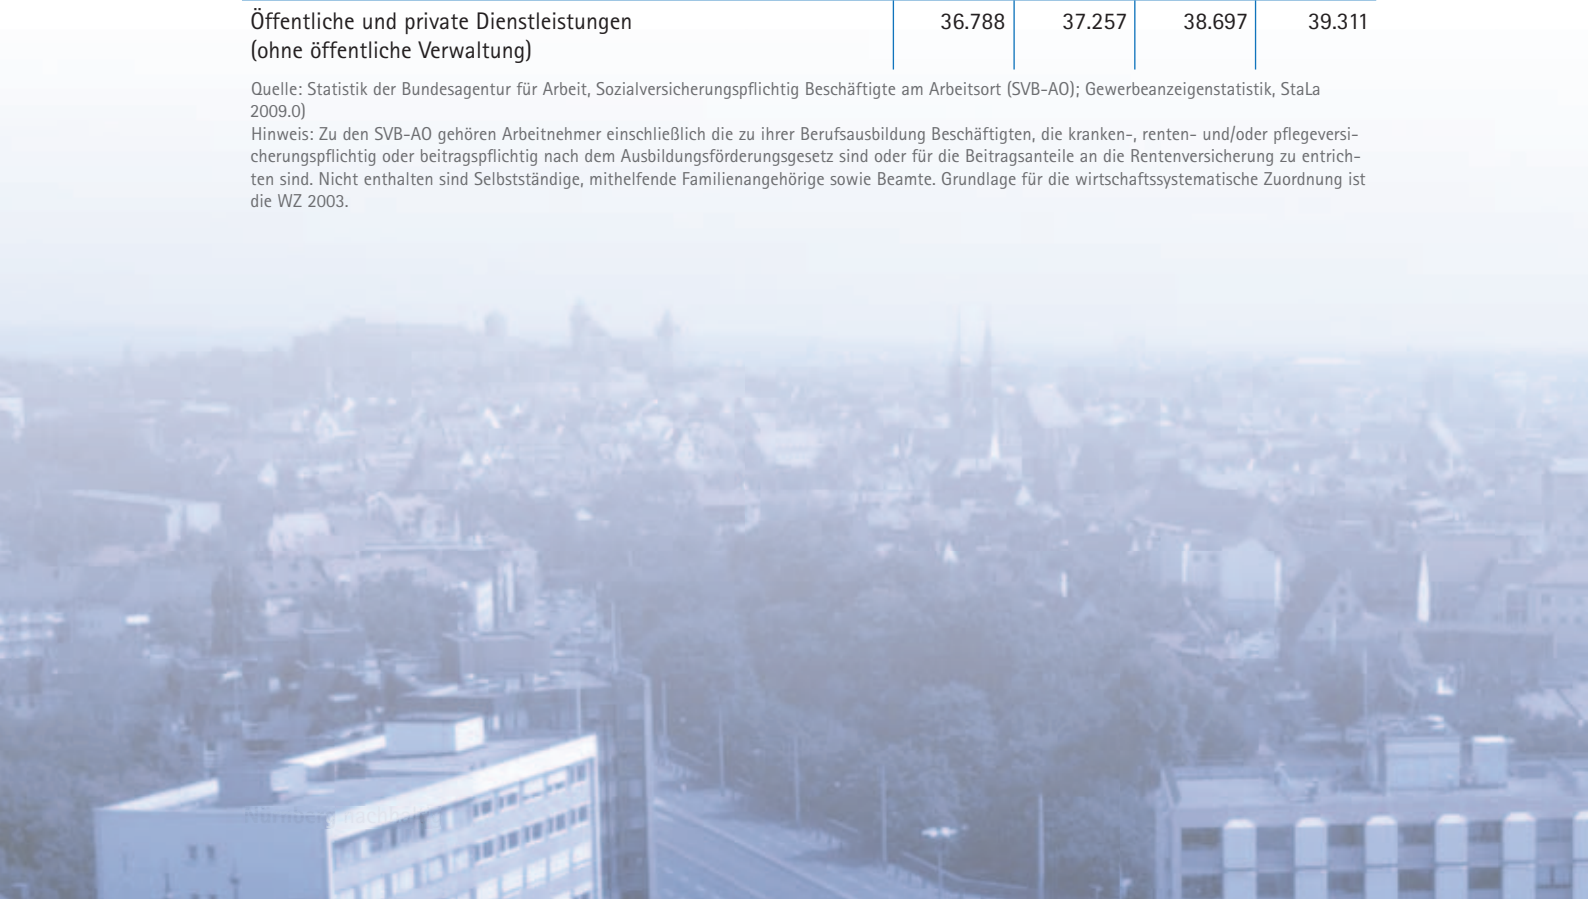 Öffentliche und private Dienstleistungen 36.788 37.257 38.697 39.311
(ohne öffentliche Verwaltung)
Quelle: Statistik der Bundesagentur für Arbeit, Sozialversicherungspflichtig Beschäftigte am Arbeitsort (SVB-AO); Gewerbeanzeigenstatistik, StaLa
2009.0)
Hinweis: Zu den SVB-AO gehören Arbeitnehmer einschließlich die zu ihrer Berufsausbildung Beschäftigten, die kranken-, renten- und/oder pflegeversi-
cherungspflichtig oder beitragspflichtig nach dem Ausbildungsförderungsgesetz sind oder für die Beitragsanteile an die Rentenversicherung zu entrich-
ten sind. Nicht enthalten sind Selbstständige, mithelfende Familienangehörige sowie Beamte. Grundlage für die wirtschaftssystematische Zuordnung ist
die WZ 2003.
Nürnberg